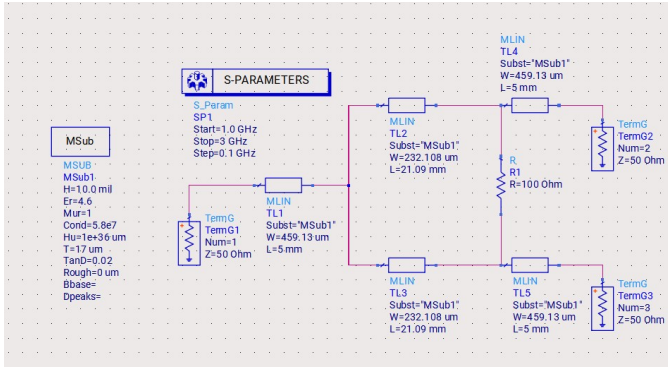 MLIN
TL4
Subst="MSub1"
W=459.13 um
L=5 mm
S-PARAMETERS
S_Param
SP1
Start=1.0 GHz
Stop=3 GHz
Step=0.1 GHz
MLIN
TL2
Subst="MSub1"
W=232.108 um
L=21.09 mm
TermG
TermG2
Num=2
Z=50 Ohm
MSub
MSUB
MSub1
H=10.0 mil
Er=4.6
Mur=1
Cond=5.8e7
Hu=1e+36 um
T=17 um
TanD=0.02
Rough=0 um
Bbase=
Dpeaks=
R
R1
R=100 Ohm
TermG
TermG1
Num=1
Z=50 Ohm
MLIN
TL1
Subst="MSub1"
W=459.13 um
L=5 mm
MLIN
TL3
Subst="MSub1"
W=232.108 um
L=21.09 mm
MLIN
TL5
Subst="MSub1"
W=459.13 um
L=5 mm
TermG
TermG3
Num=3
Z=50 Ohm